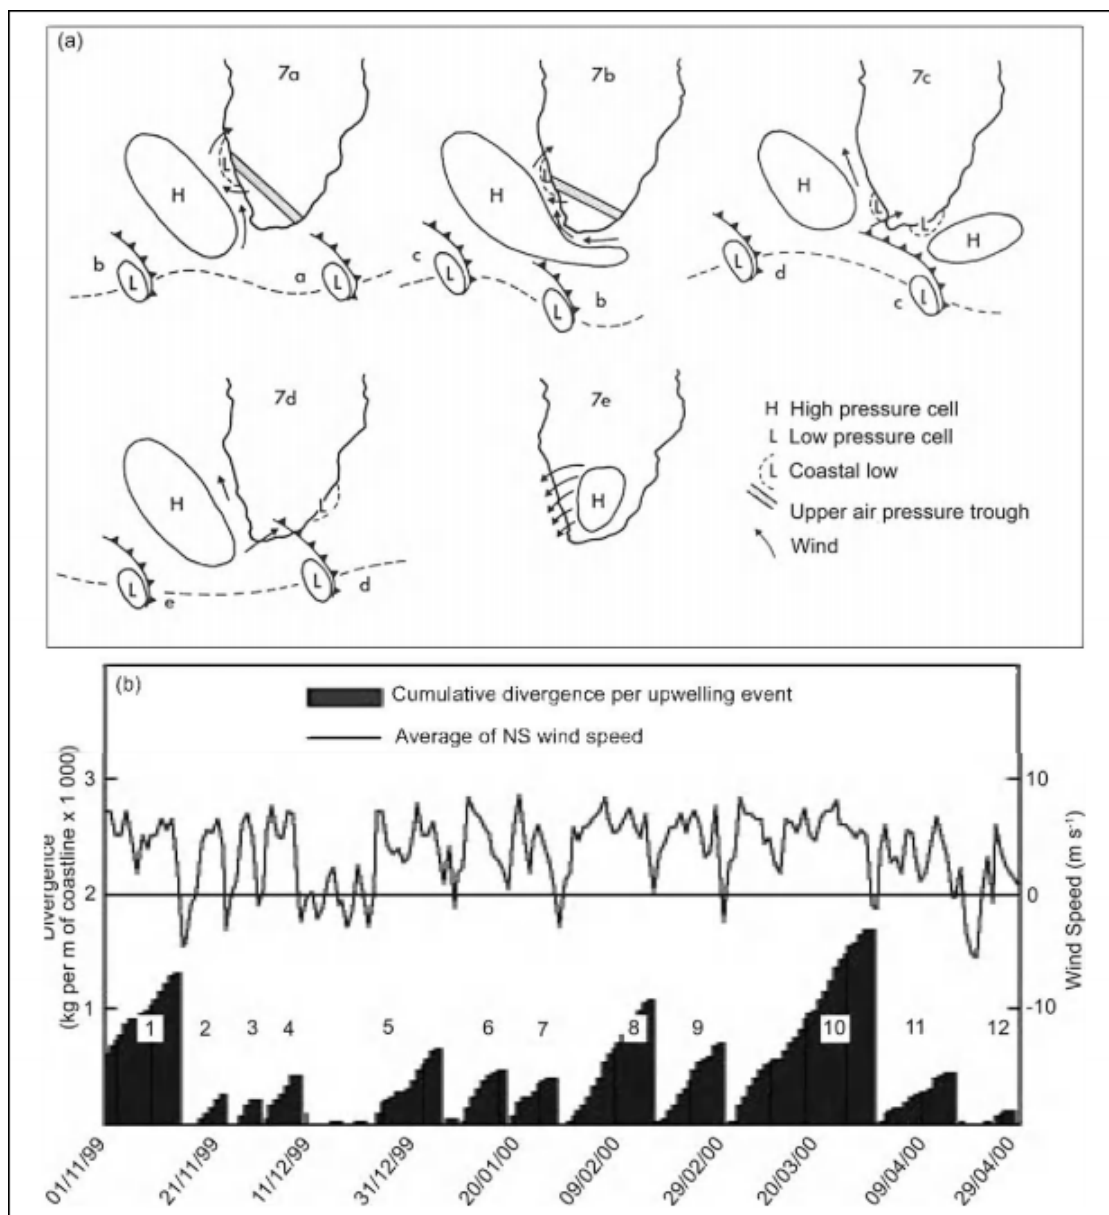 (a)
7a
7b
7c
H
L
b
L
a
L
H
L
c
L
b
L
H
L
L
H
d
L
c
L
7d
7e
H
L
e
L
d
L
H
H High pressure cell
L Low pressure cell
L Coastal low
Upper air pressure trough
Wind
(b)
Cumulative divergence per upwelling event
Average of NS wind speed
Divergence
(kg per m of coastline x 1 000)
3
2
1
10
0
-10
Wind Speed (m s⁻¹)
1
2
3
4
5
6
7
8
9
10
11
12
01/11/99
21/11/99
11/12/99
31/12/99
20/01/00
09/02/00
29/02/00
20/03/00
09/04/00
29/04/00